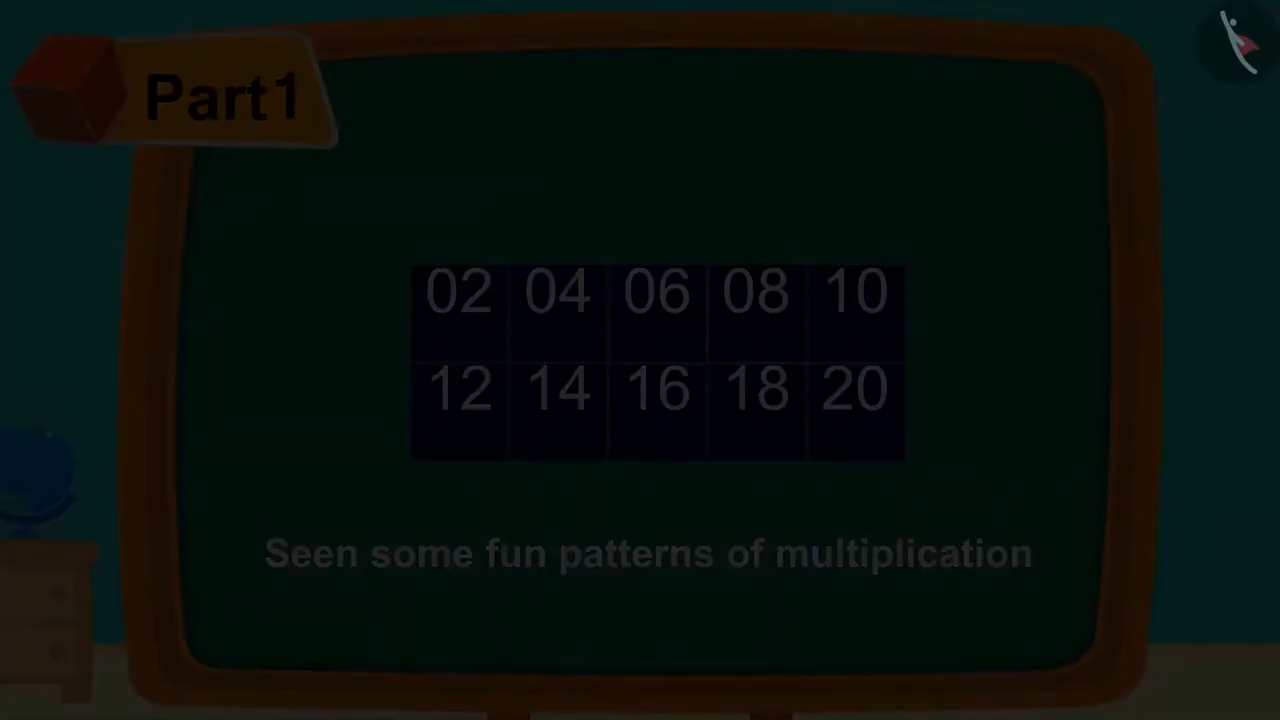 Part1
02 04 06 08 10
12 14 16 18 20
Seen some fun patterns of multiplication